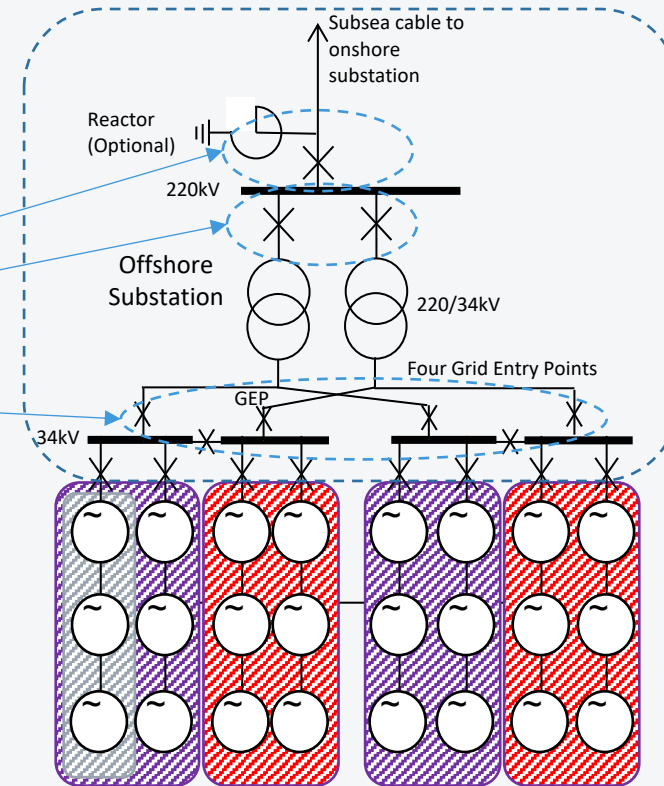 Subsea cable to
onshore
substation
Reactor
(Optional)
220kV
Offshore
Substation
220/34kV
Four Grid Entry Points
GEP
34kV
~ ~ ~ ~ ~ ~ ~ ~
~ ~ ~ ~ ~ ~ ~ ~
~ ~ ~ ~ ~ ~ ~ ~